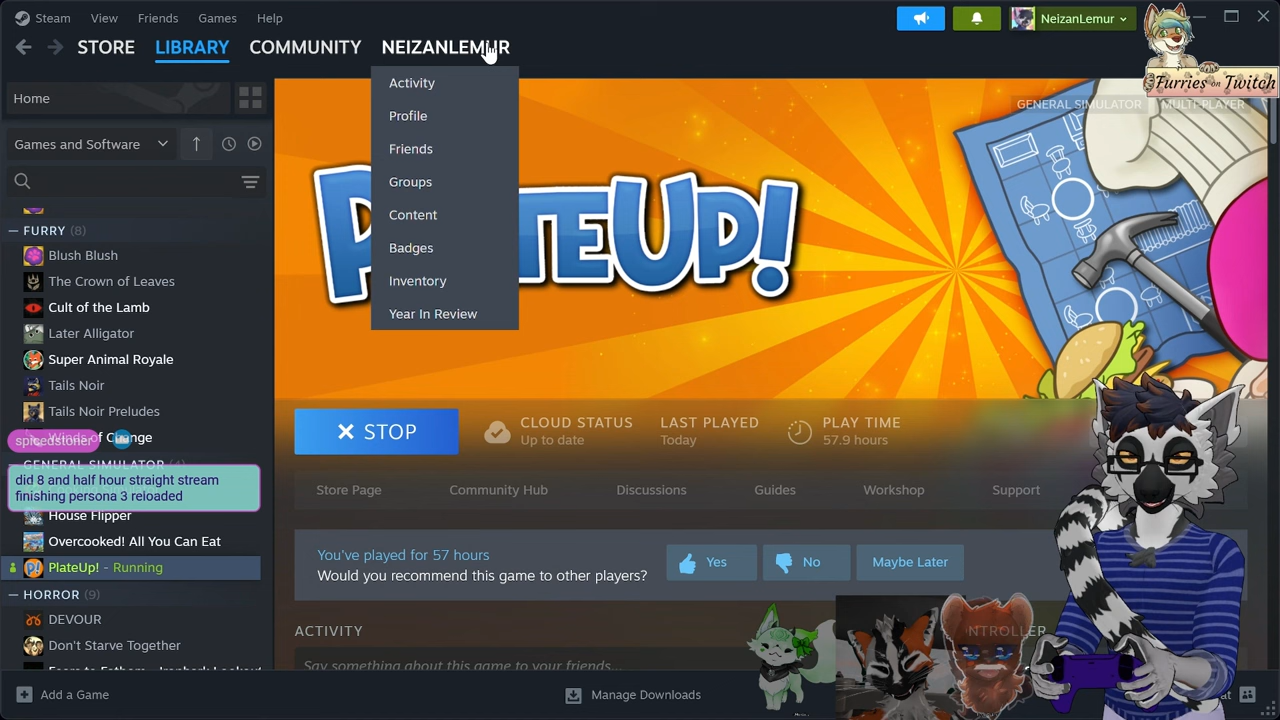 Steam
View
Friends
Games
Help
NeizanLemur
STORE
LIBRARY
COMMUNITY
NEIZANLEMUR
Furries on Twitch
Home
Activity
Profile
Friends
Groups
Content
Badges
Inventory
Year In Review
GENERAL SIMULATOR
MULTI-PLAYER
Games and Software
FURRY (8)
Blush Blush
The Crown of Leaves
Cult of the Lamb
Later Alligator
Super Animal Royale
Tails Noir
Tails Noir Preludes
of Change
GENERAL SIMULATOR
did 8 and half hour straight stream
finishing persona 3 reloaded
House Flipper
Overcooked! All You Can Eat
PlateUp! - Running
HORROR (9)
DEVOUR
Don't Starve Together
STOP
CLOUD STATUS
Up to date
LAST PLAYED
Today
PLAY TIME
57.9 hours
Store Page
Community Hub
Discussions
Guides
Workshop
Support
You've played for 57 hours
Would you recommend this game to other players?
Yes
No
Maybe Later
ACTIVITY
Say something about this game to your friends...
NTROLLER
Add a Game
Manage Downloads